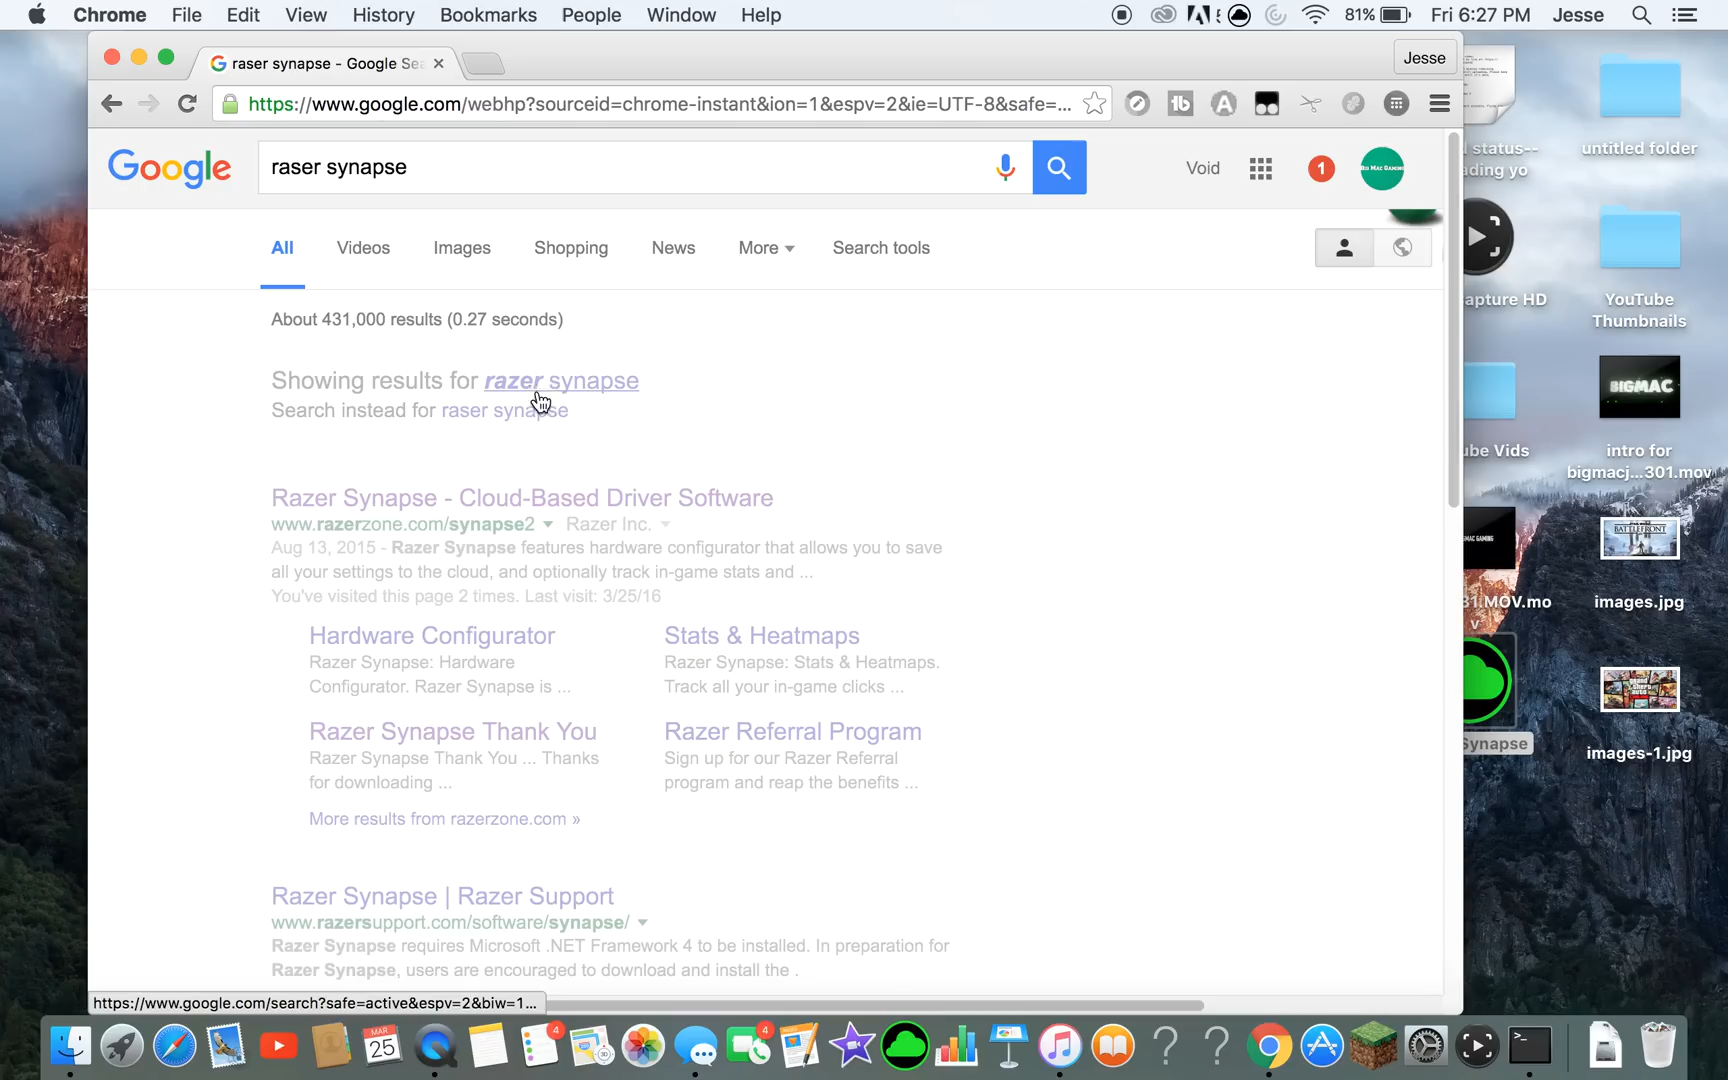 Chrome File Edit View History Bookmarks People Window Help 81% Fri 6:27 PM Jesse
raser synapse - Google Se
Jesse
https://www.google.com/webhp?sourceid=chrome-instant&ion=1&espv=2&ie=UTF-8&safe=...
Google raser synapse Void 1
All Videos Images Shopping News More Search tools
About 431,000 results (0.27 seconds)
Showing results for razer synapse
Search instead for raser synapse
Razer Synapse - Cloud-Based Driver Software
www.razerzone.com/synapse2 Razer Inc.
Aug 13, 2015 - Razer Synapse features hardware configurator that allows you to save
all your settings to the cloud, and optionally track in-game stats and ...
You've visited this page 2 times. Last visit: 3/25/16
Hardware Configurator
Razer Synapse: Hardware
Configurator. Razer Synapse is ...
Stats & Heatmaps
Razer Synapse: Stats & Heatmaps.
Track all your in-game clicks ...
Razer Synapse Thank You
Razer Synapse Thank You ... Thanks
for downloading ...
Razer Referral Program
Sign up for our Razer Referral
program and reap the benefits ...
More results from razerzone.com »
Razer Synapse | Razer Support
www.razersupport.com/software/synapse/
Razer Synapse requires Microsoft .NET Framework 4 to be installed. In preparation for
Razer Synapse, users are encouraged to download and install the .
https://www.google.com/search?safe=active&espv=2&biw=1...
d status--
ading yo
untitled folder
apture HD
YouTube
Thumbnails
ube Vids
BIGMAC
intro for
bigmacj...301.mov
BATTLEFRONT
31.MOV.mo
v
images.jpg
Synapse
images-1.jpg
MAR
25
4
4